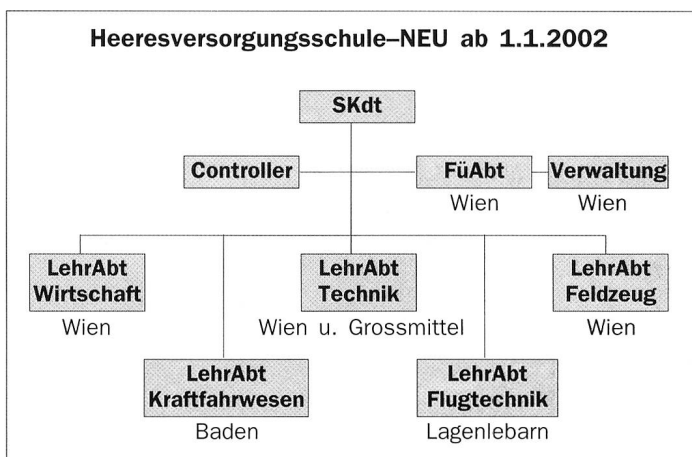 Heeresversorgungsschule–NEU ab 1.1.2002
SKdt
Controller
FüAbt
Verwaltung
Wien
Wien
LehrAbt
Wirtschaft
Wien
LehrAbt
Technik
Wien u. Grossmittel
LehrAbt
Feldzeug
Wien
LehrAbt
Kraftfahrwesen
Baden
LehrAbt
Flugtechnik
Lagenlebarn